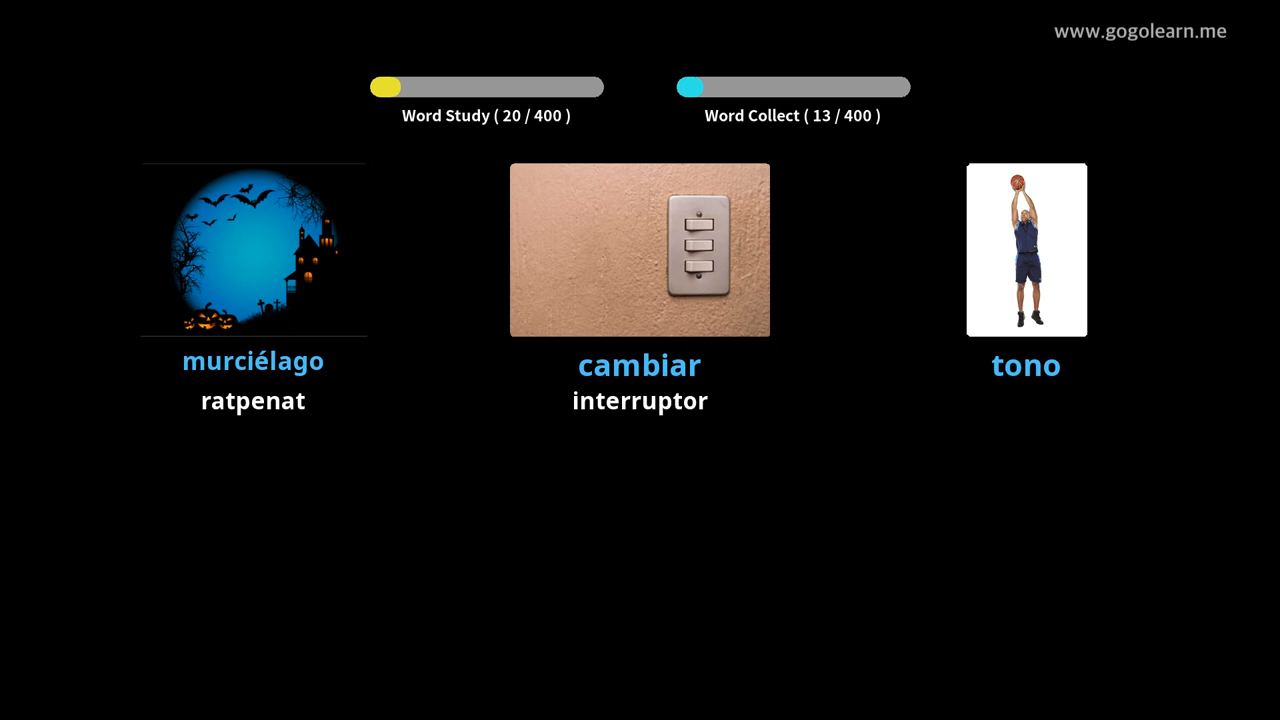 www.gogolearn.me
Word Study ( 20 / 400 )
Word Collect ( 13 / 400 )
murciélago
ratpenat
cambiar
interruptor
tono